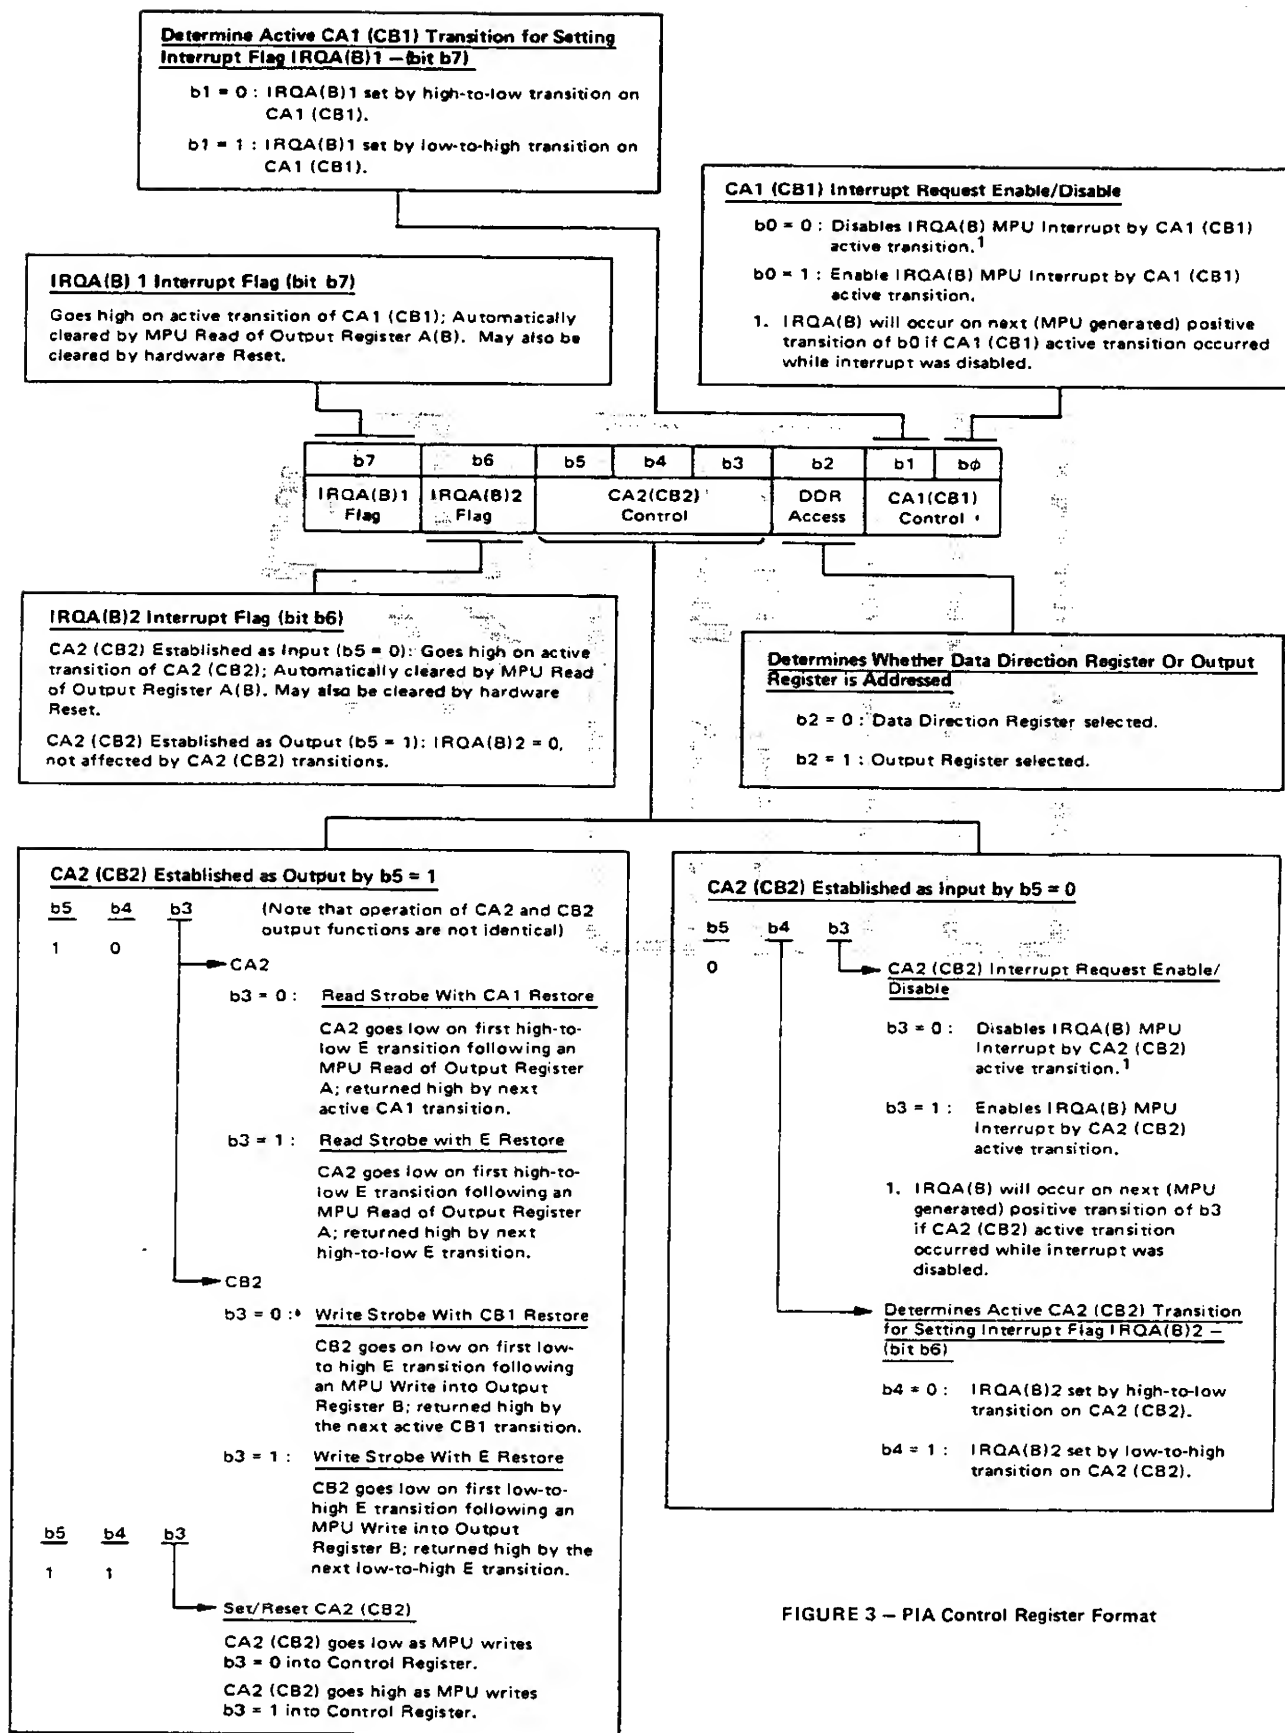 Determine Active CA1 (CB1) Transition for Setting
Interrupt Flag IRQA(B)1 – (bit b7)
b1 = 0 : IRQA(B)1 set by high-to-low transition on
CA1 (CB1).
b1 = 1 : IRQA(B)1 set by low-to-high transition on
CA1 (CB1).
CA1 (CB1) Interrupt Request Enable/Disable
b0 = 0 : Disables IRQA(B) MPU Interrupt by CA1 (CB1)
active transition.1
b0 = 1 : Enable IRQA(B) MPU Interrupt by CA1 (CB1)
active transition.
1. IRQA(B) will occur on next (MPU generated) positive
transition of b0 if CA1 (CB1) active transition occurred
while interrupt was disabled.
IRQA(B) 1 Interrupt Flag (bit b7)
Goes high on active transition of CA1 (CB1); Automatically
cleared by MPU Read of Output Register A(B). May also be
cleared by hardware Reset.
b7 b6 b5 b4 b3 b2 b1 bφ
IRQA(B)1 IRQA(B)2 CA2(CB2) DDR CA1(CB1)
Flag Flag Control Access Control
IRQA(B)2 Interrupt Flag (bit b6)
CA2 (CB2) Established as Input (b5 = 0): Goes high on active
transition of CA2 (CB2); Automatically cleared by MPU Read
of Output Register A(B). May also be cleared by hardware
Reset.
CA2 (CB2) Established as Output (b5 = 1): IRQA(B)2 = 0,
not affected by CA2 (CB2) transitions.
Determines Whether Data Direction Register Or Output
Register is Addressed
b2 = 0 : Data Direction Register selected.
b2 = 1 : Output Register selected.
CA2 (CB2) Established as Output by b5 = 1
b5 b4 b3 (Note that operation of CA2 and CB2
output functions are not identical)
1 0
CA2
b3 = 0 : Read Strobe With CA1 Restore
CA2 goes low on first high-to-
low E transition following an
MPU Read of Output Register
A; returned high by next
active CA1 transition.
b3 = 1 : Read Strobe with E Restore
CA2 goes low on first high-to-
low E transition following an
MPU Read of Output Register
A; returned high by next
high-to-low E transition.
CB2
b3 = 0 : Write Strobe With CB1 Restore
CB2 goes on low on first low-
to high E transition following
an MPU Write into Output
Register B; returned high by
the next active CB1 transition.
b3 = 1 : Write Strobe With E Restore
CB2 goes low on first low-to-
high E transition following an
MPU Write into Output
Register B; returned high by the
next low-to-high E transition.
b5 b4 b3
1 1
Set/Reset CA2 (CB2)
CA2 (CB2) goes low as MPU writes
b3 = 0 into Control Register.
CA2 (CB2) goes high as MPU writes
b3 = 1 into Control Register.
CA2 (CB2) Established as Input by b5 = 0
b5 b4 b3
0
CA2 (CB2) Interrupt Request Enable/
Disable
b3 = 0 : Disables IRQA(B) MPU
Interrupt by CA2 (CB2)
active transition.1
b3 = 1 : Enables IRQA(B) MPU
Interrupt by CA2 (CB2)
active transition.
1. IRQA(B) will occur on next (MPU
generated) positive transition of b3
if CA2 (CB2) active transition
occurred while interrupt was
disabled.
Determines Active CA2 (CB2) Transition
for Setting Interrupt Flag IRQA(B)2 –
(bit b6)
b4 = 0 : IRQA(B)2 set by high-to-low
transition on CA2 (CB2).
b4 = 1 : IRQA(B)2 set by low-to-high
transition on CA2 (CB2).
FIGURE 3 – PIA Control Register Format